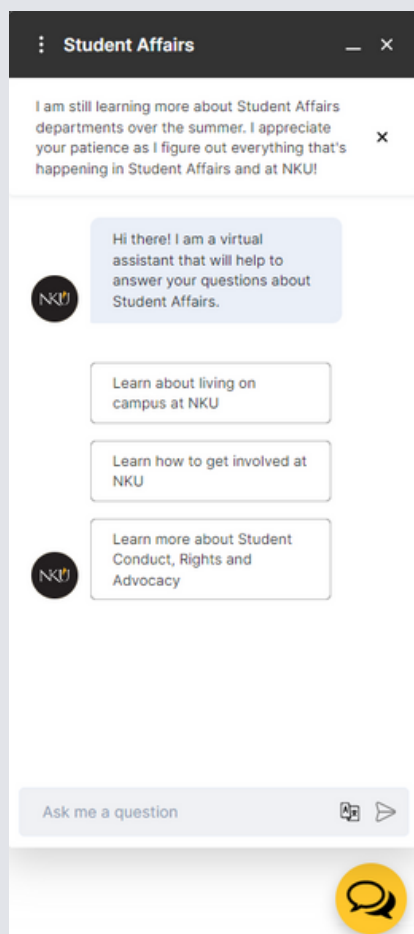 Student Affairs
I am still learning more about Student Affairs
departments over the summer. I appreciate
your patience as I figure out everything that's
happening in Student Affairs and at NKU!
Hi there! I am a virtual
assistant that will help to
answer your questions about
Student Affairs.
NKU
Learn about living on
campus at NKU
Learn how to get involved at
NKU
Learn more about Student
Conduct, Rights and
Advocacy
NKU
Ask me a question